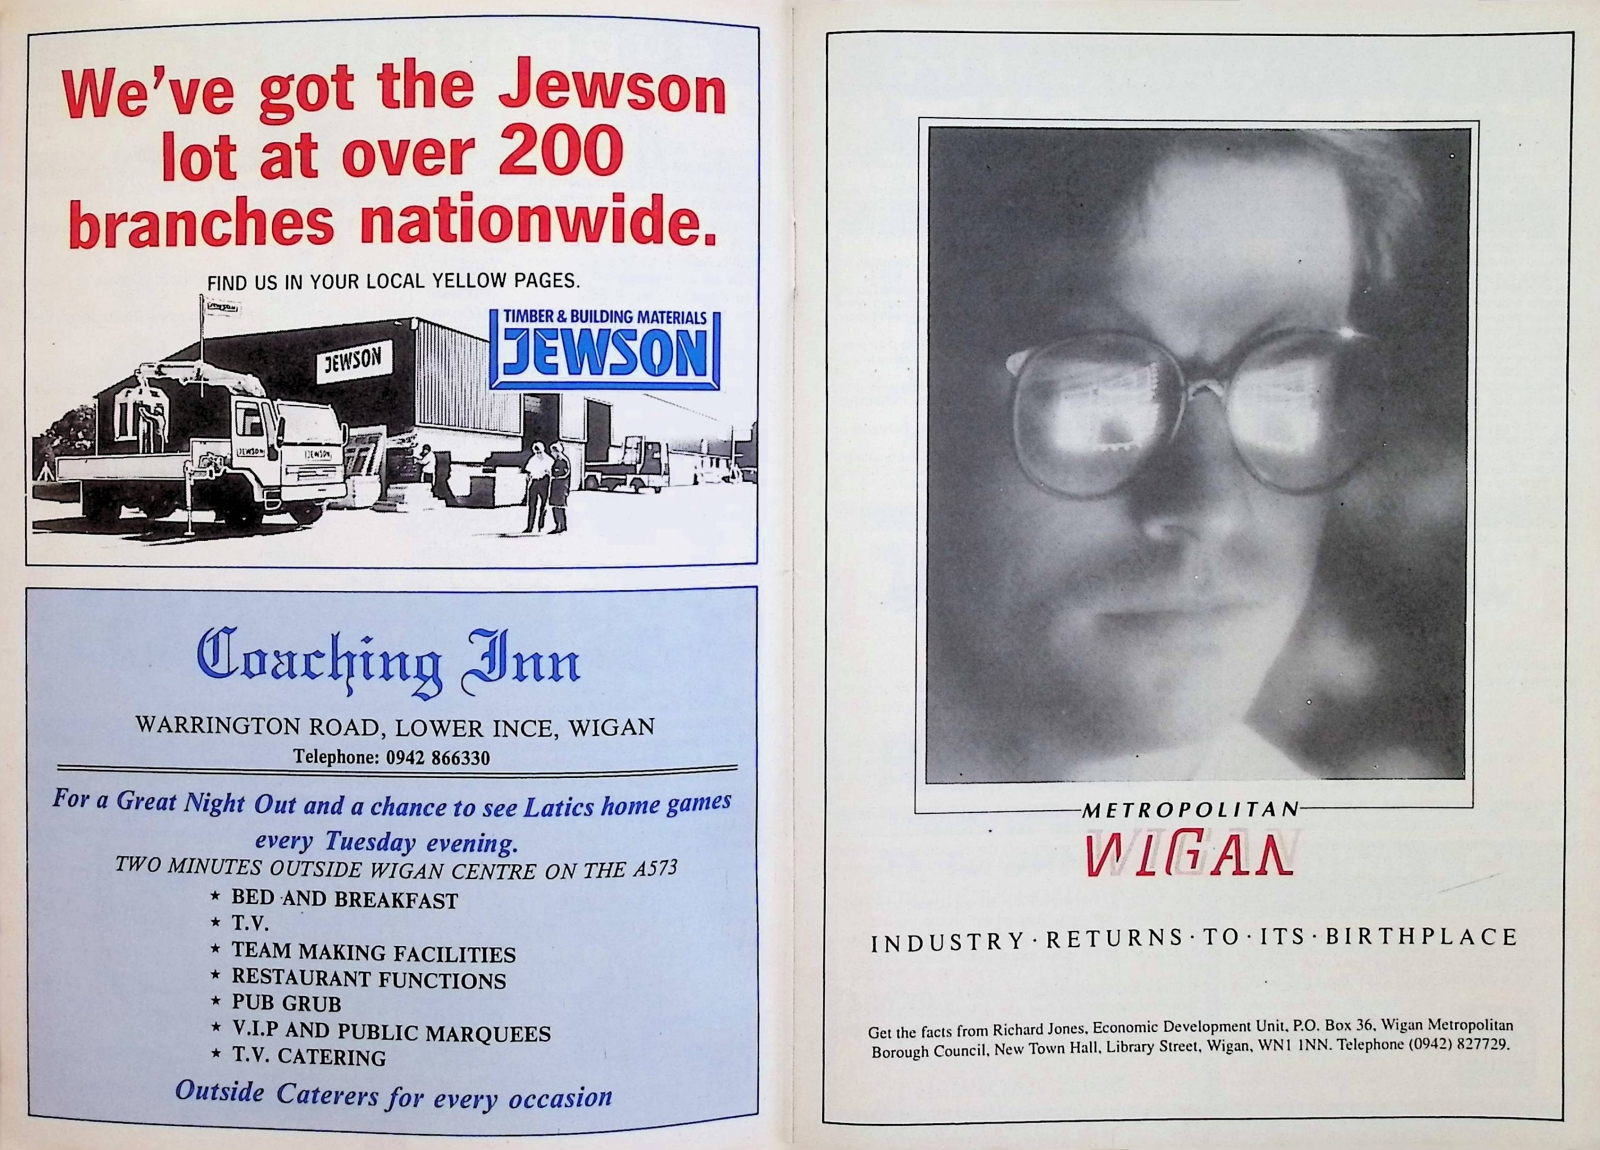 We've got the Jewson
lot at over 200
branches nationwide.
FIND US IN YOUR LOCAL YELLOW PAGES.
TIMBER & BUILDING MATERIALS
JEWSON
JEWSON
JEWSON
JEWSON
JEWSON
Coaching Inn
WARRINGTON ROAD, LOWER INCE, WIGAN
Telephone: 0942 866330
For a Great Night Out and a chance to see Latics home games
every Tuesday evening.
TWO MINUTES OUTSIDE WIGAN CENTRE ON THE A573
★ BED AND BREAKFAST
★ T.V.
★ TEAM MAKING FACILITIES
★ RESTAURANT FUNCTIONS
★ PUB GRUB
★ V.I.P AND PUBLIC MARQUEES
★ T.V. CATERING
Outside Caterers for every occasion
METROPOLITAN
WIGAN
INDUSTRY·RETURNS·TO·ITS·BIRTHPLACE
Get the facts from Richard Jones, Economic Development Unit, P.O. Box 36, Wigan Metropolitan
Borough Council, New Town Hall, Library Street, Wigan, WN1 1NN. Telephone (0942) 827729.